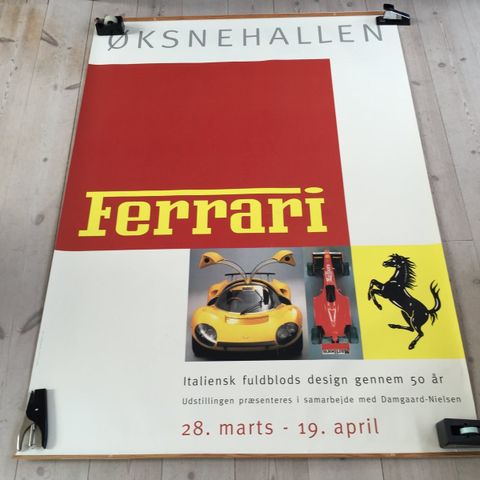 ØKSNEHALLEN
Ferrari
Italiensk fuldblods design gennem 50 år
Udstillingen præsenteres i samarbejde med Damgaard-Nielsen
28. marts - 19. april